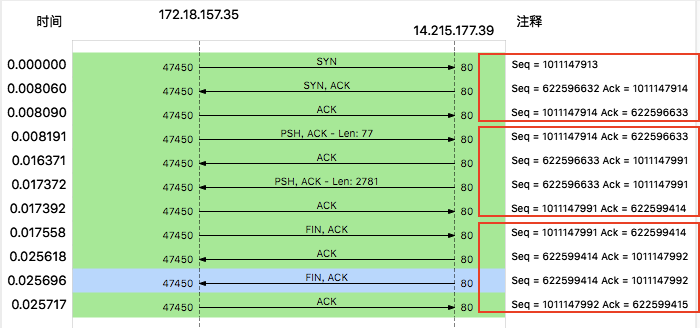 时间 172.18.157.35 14.215.177.39 注释
0.000000 47450 SYN 80 Seq = 1011147913
0.008060 47450 SYN, ACK 80 Seq = 622596632 Ack = 1011147914
0.008090 47450 ACK 80 Seq = 1011147914 Ack = 622596633
0.008191 47450 PSH, ACK - Len: 77 80 Seq = 1011147914 Ack = 622596633
0.016371 47450 ACK 80 Seq = 622596633 Ack = 1011147991
0.017372 47450 PSH, ACK - Len: 2781 80 Seq = 622596633 Ack = 1011147991
0.017392 47450 ACK 80 Seq = 1011147991 Ack = 622599414
0.017558 47450 FIN, ACK 80 Seq = 1011147991 Ack = 622599414
0.025618 47450 ACK 80 Seq = 622599414 Ack = 1011147992
0.025696 47450 FIN, ACK 80 Seq = 622599414 Ack = 1011147992
0.025717 47450 ACK 80 Seq = 1011147992 Ack = 622599415